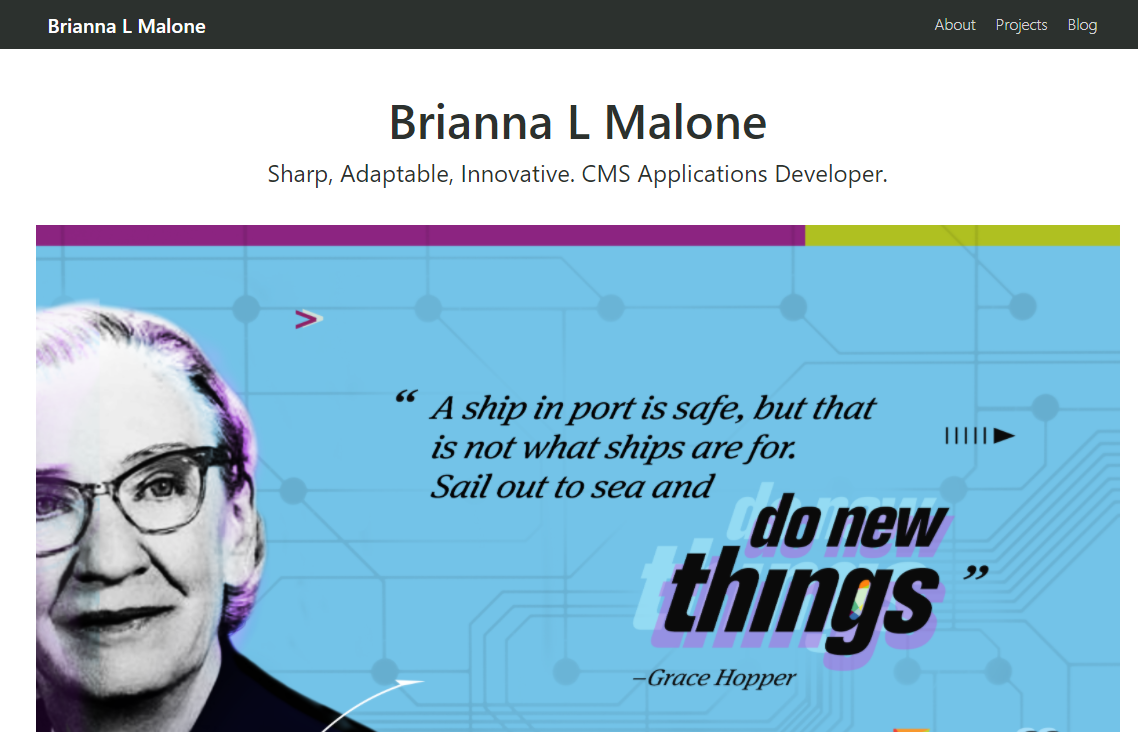 Brianna L Malone
About Projects Blog
Brianna L Malone
Sharp, Adaptable, Innovative. CMS Applications Developer.
>
“ A ship in port is safe, but that
is not what ships are for.
Sail out to sea and
do new
things ”
–Grace Hopper